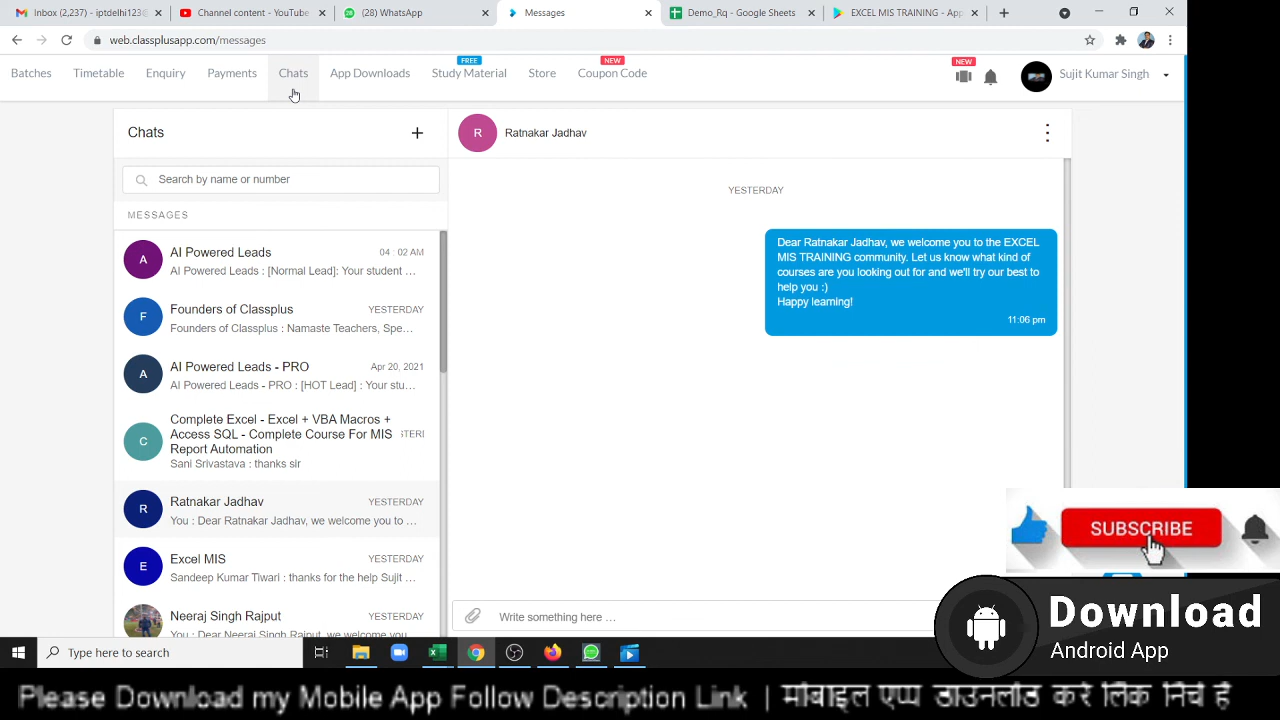 Inbox (2,237) - iptdelhi123@
Channel content - YouTube
(28) WhatsApp
Messages
Demo_Rq - Google Sheets
EXCEL MIS TRAINING - App
web.classplusapp.com/messages
Batches
Timetable
Enquiry
Payments
Chats
App Downloads
FREE
Study Material
Store
NEW
Coupon Code
NEW
Sujit Kumar Singh
Chats
Search by name or number
MESSAGES
A
AI Powered Leads
04 : 02 AM
AI Powered Leads : [Normal Lead]: Your student ...
F
Founders of Classplus
YESTERDAY
Founders of Classplus : Namaste Teachers, Spe...
A
AI Powered Leads - PRO
Apr 20, 2021
AI Powered Leads - PRO : [HOT Lead] : Your stu...
C
Complete Excel - Excel + VBA Macros +
Access SQL - Complete Course For MIS
Report Automation
Sani Srivastava : thanks sir
R
Ratnakar Jadhav
YESTERDAY
You : Dear Ratnakar Jadhav, we welcome you to ...
E
Excel MIS
YESTERDAY
Sandeep Kumar Tiwari : thanks for the help Sujit ...
Neeraj Singh Rajput
YESTERDAY
You : Dear Neeraj Singh Rajput, we welcome you
R
Ratnakar Jadhav
YESTERDAY
Dear Ratnakar Jadhav, we welcome you to the EXCEL
MIS TRAINING community. Let us know what kind of
courses are you looking out for and we'll try our best to
help you :)
Happy learning!
11:06 pm
Write something here ...
SUBSCRIBE
Download
Android App
Type here to search
Please Download my Mobile App Follow Description Link | मोबाइल एप्प डाउनलोड करे लिंक निचे है